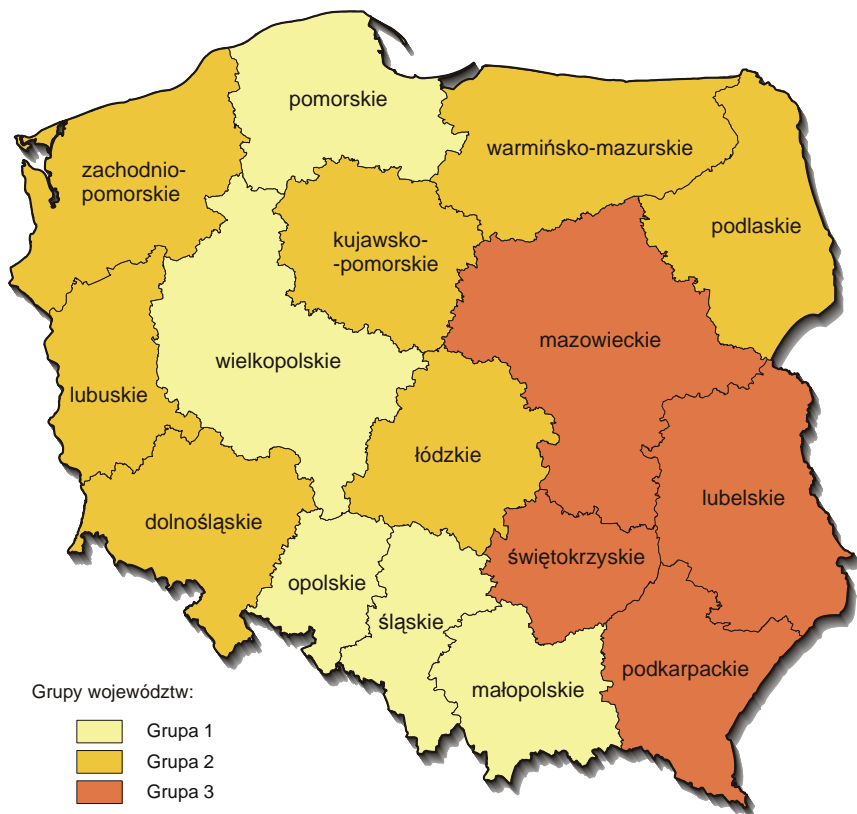 pomorskie
warmińsko-mazurskie
zachodnio-
pomorskie
podlaskie
kujawsko-
-pomorskie
mazowieckie
wielkopolskie
lubuskie
łódzkie
lubelskie
dolnośląskie
świętokrzyskie
opolskie
śląskie
podkarpackie
małopolskie
Grupy województw:
Grupa 1
Grupa 2
Grupa 3